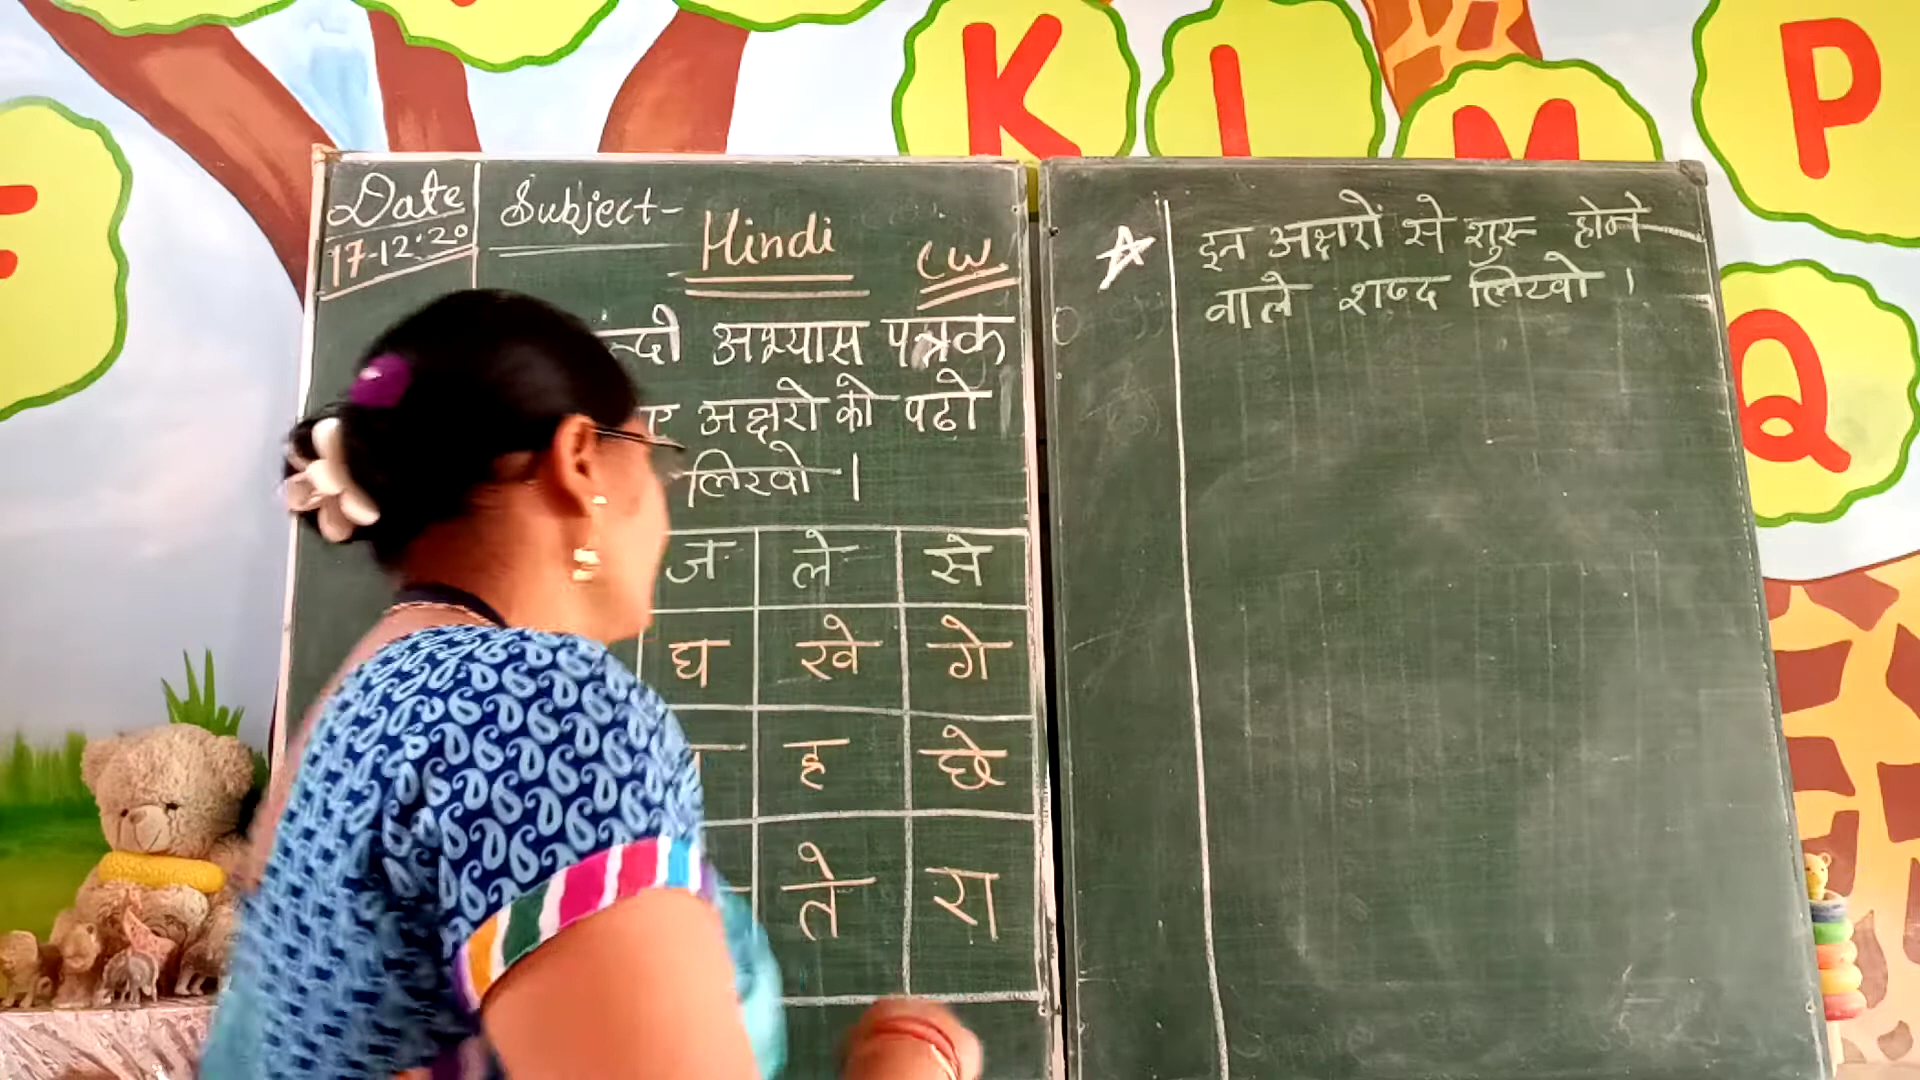 K
L
M
P
Q
F
Date
17-12-20
Subject-
Hindi
CW
अभ्यास पत्रक
अक्षरो को पढो
लिखो ।
ज ले से
घ खे गे
ह छे
ते रा
इन अक्षरों से शुरू होने
वाले शब्द लिखो ।